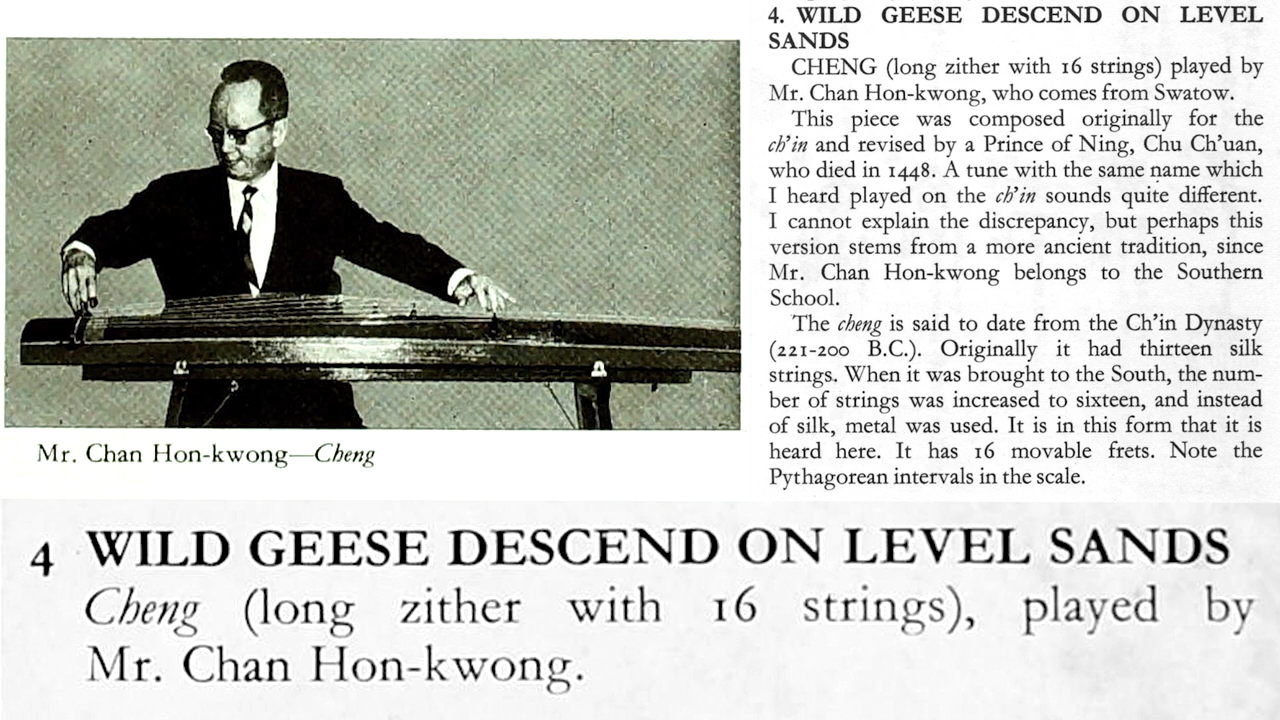 4. WILD GEESE DESCEND ON LEVEL
SANDS
CHENG (long zither with 16 strings) played by
Mr. Chan Hon-kwong, who comes from Swatow.
This piece was composed originally for the
ch’in and revised by a Prince of Ning, Chu Ch’uan,
who died in 1448. A tune with the same name which
I heard played on the ch’in sounds quite different.
I cannot explain the discrepancy, but perhaps this
version stems from a more ancient tradition, since
Mr. Chan Hon-kwong belongs to the Southern
School.
The cheng is said to date from the Ch’in Dynasty
(221-200 B.C.). Originally it had thirteen silk
strings. When it was brought to the South, the num-
ber of strings was increased to sixteen, and instead
of silk, metal was used. It is in this form that it is
heard here. It has 16 movable frets. Note the
Pythagorean intervals in the scale.
Mr. Chan Hon-kwong—Cheng
4 WILD GEESE DESCEND ON LEVEL SANDS
Cheng (long zither with 16 strings), played by
Mr. Chan Hon-kwong.